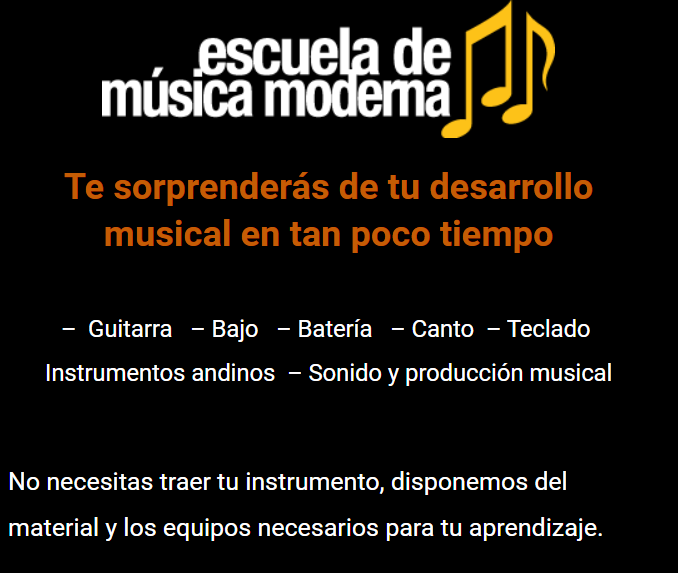 escuela de
música moderna
Te sorprenderás de tu desarrollo
musical en tan poco tiempo
– Guitarra – Bajo – Batería – Canto – Teclado
Instrumentos andinos – Sonido y producción musical
No necesitas traer tu instrumento, disponemos del
material y los equipos necesarios para tu aprendizaje.